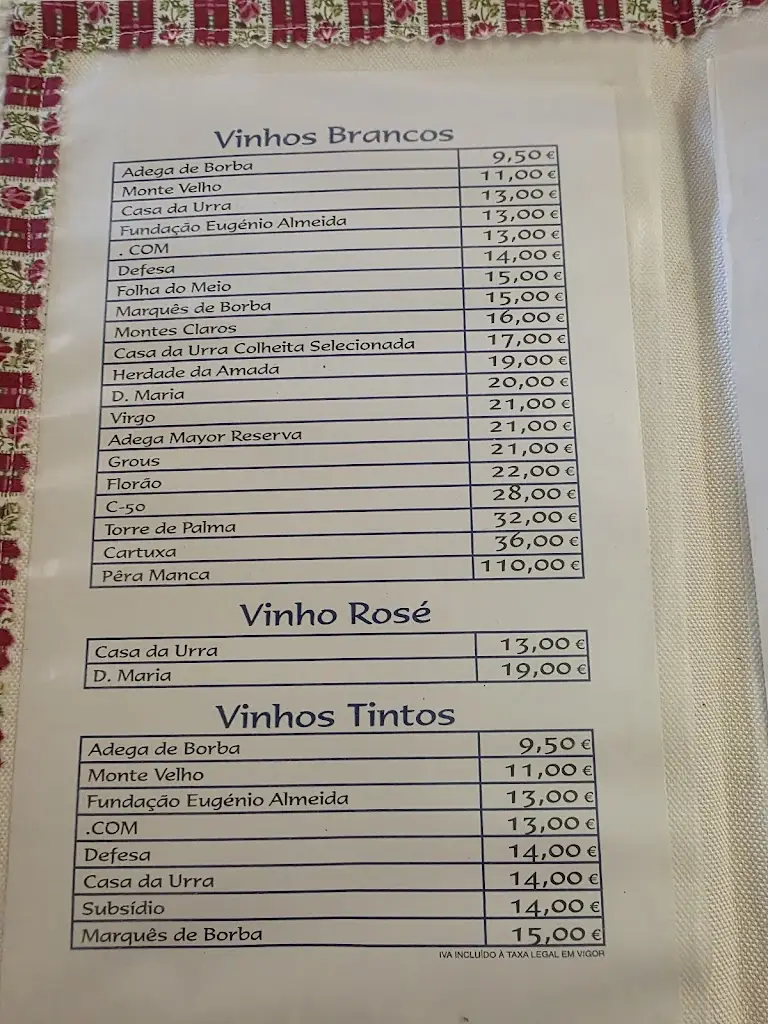 Vinhos Brancos
Adega de Borba 9,50 €
Monte Velho 11,00 €
Casa da Urra 13,00 €
Fundação Eugénio Almeida 13,00 €
. COM 13,00 €
Defesa 14,00 €
Folha do Meio 15,00 €
Marquês de Borba 15,00 €
Montes Claros 16,00 €
Casa da Urra Colheita Selecionada 17,00 €
Herdade da Amada 19,00 €
D. Maria 20,00 €
Virgo 21,00 €
Adega Mayor Reserva 21,00 €
Grous 21,00 €
Florão 22,00 €
C-50 28,00 €
Torre de Palma 32,00 €
Cartuxa 36,00 €
Pêra Manca 110,00 €
Vinho Rosé
Casa da Urra 13,00 €
D. Maria 19,00 €
Vinhos Tintos
Adega de Borba 9,50 €
Monte Velho 11,00 €
Fundação Eugénio Almeida 13,00 €
.COM 13,00 €
Defesa 14,00 €
Casa da Urra 14,00 €
Subsídio 14,00 €
Marquês de Borba 15,00 €
IVA INCLUÍDO À TAXA LEGAL EM VIGOR